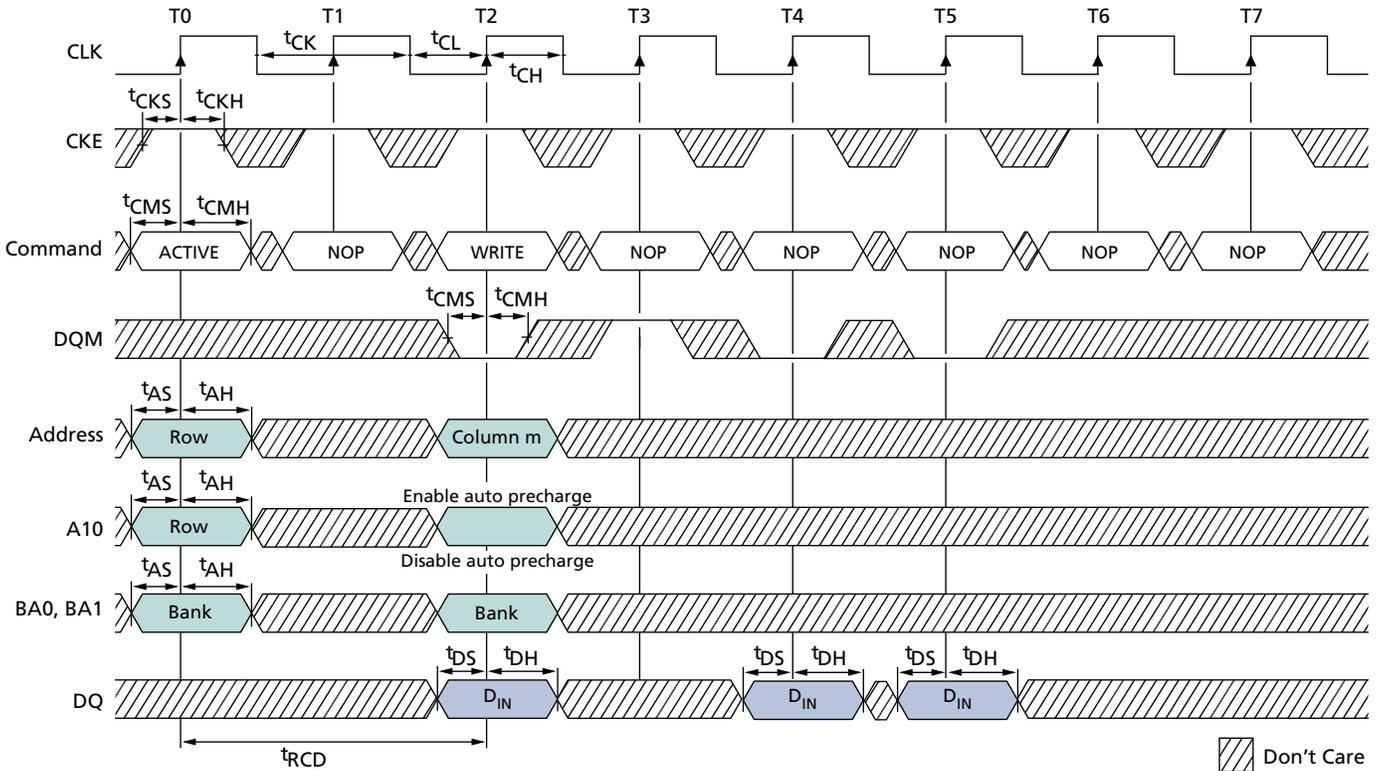 T0 T1 T2 T3 T4 T5 T6 T7
CLK
tCK tCL
tCH
tCKS tCKH
CKE
tCMS tCMH
Command ACTIVE NOP WRITE NOP NOP NOP NOP NOP
tCMS tCMH
DQM
tAS tAH
Address Row Column m
tAS tAH
Enable auto precharge
A10 Row
Disable auto precharge
tAS tAH
BA0, BA1 Bank Bank
tDS tDH tDS tDH tDS tDH
DQ DIN DIN DIN
tRCD
Don't Care